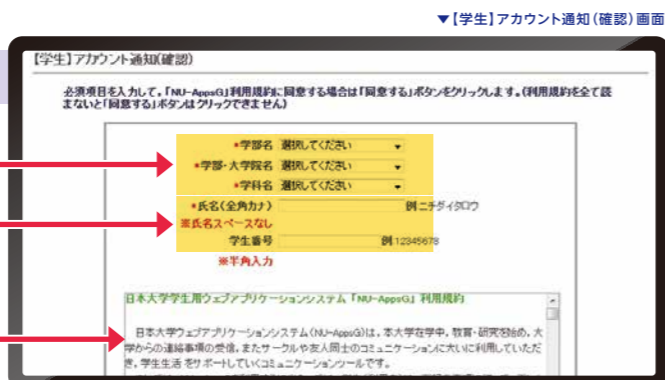 ▼【学生】アカウント通知（確認）画面
【学生】アカウント通知(確認)
必須項目を入力して，「NU-AppsG」利用規約に同意する場合は「同意する」ボタンをクリックします。(利用規約を全て読
まないと「同意する」ボタンはクリックできません)
*学部名 選択してください
*学部・大学院名 選択してください
*学科名 選択してください
*氏名(全角カナ) 例 ニチダイタロウ
※氏名スペースなし
学生番号 例 12345678
※半角入力
日本大学学生用ウェブアプリケーションシステム「NU-AppsG」利用規約
日本大学ウェブアプリケーションシステム(NU-AppsG)は，本大学在学中，教育・研究を始め，大
学からの連絡事項の受信，またサークルや友人同士のコミュニケーションに大いに利用していただ
き，学生生活をサポートしていくコミュニケーションツールです。